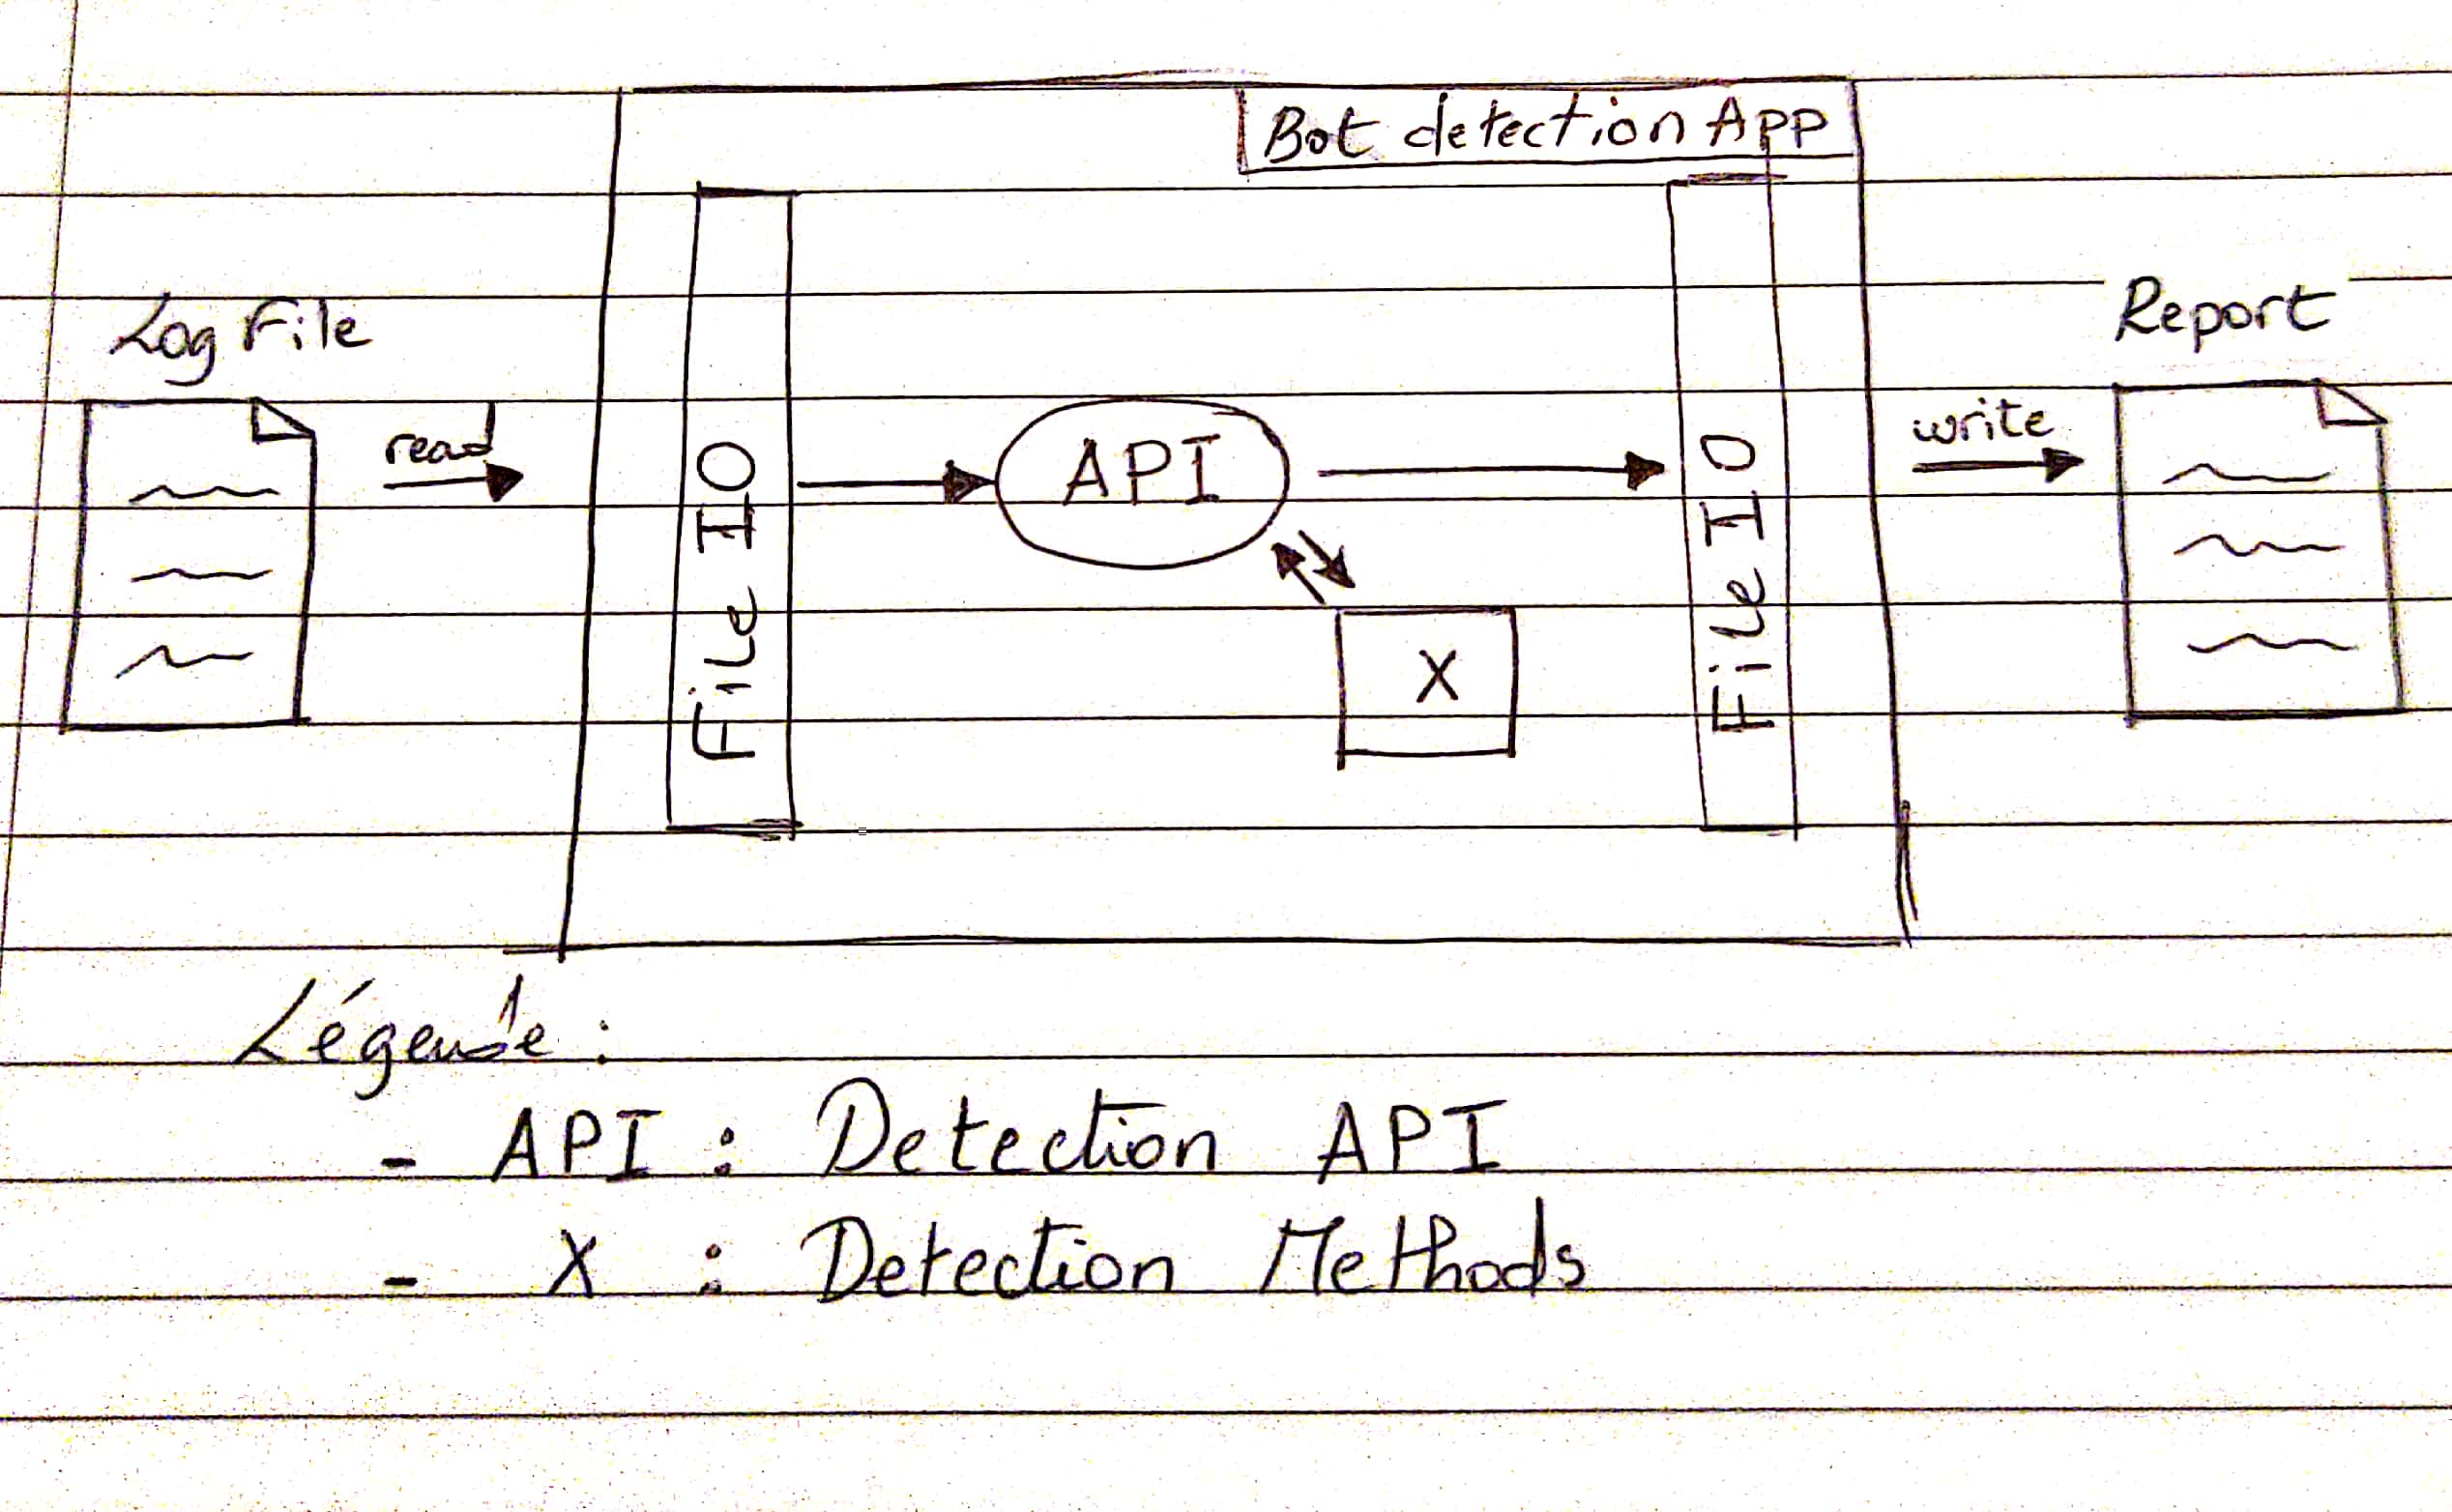 Bot detection App
Log File
read
File IO
API
X
File IO
write
Report
Légende :
- API : Detection API
- X : Detection Methods